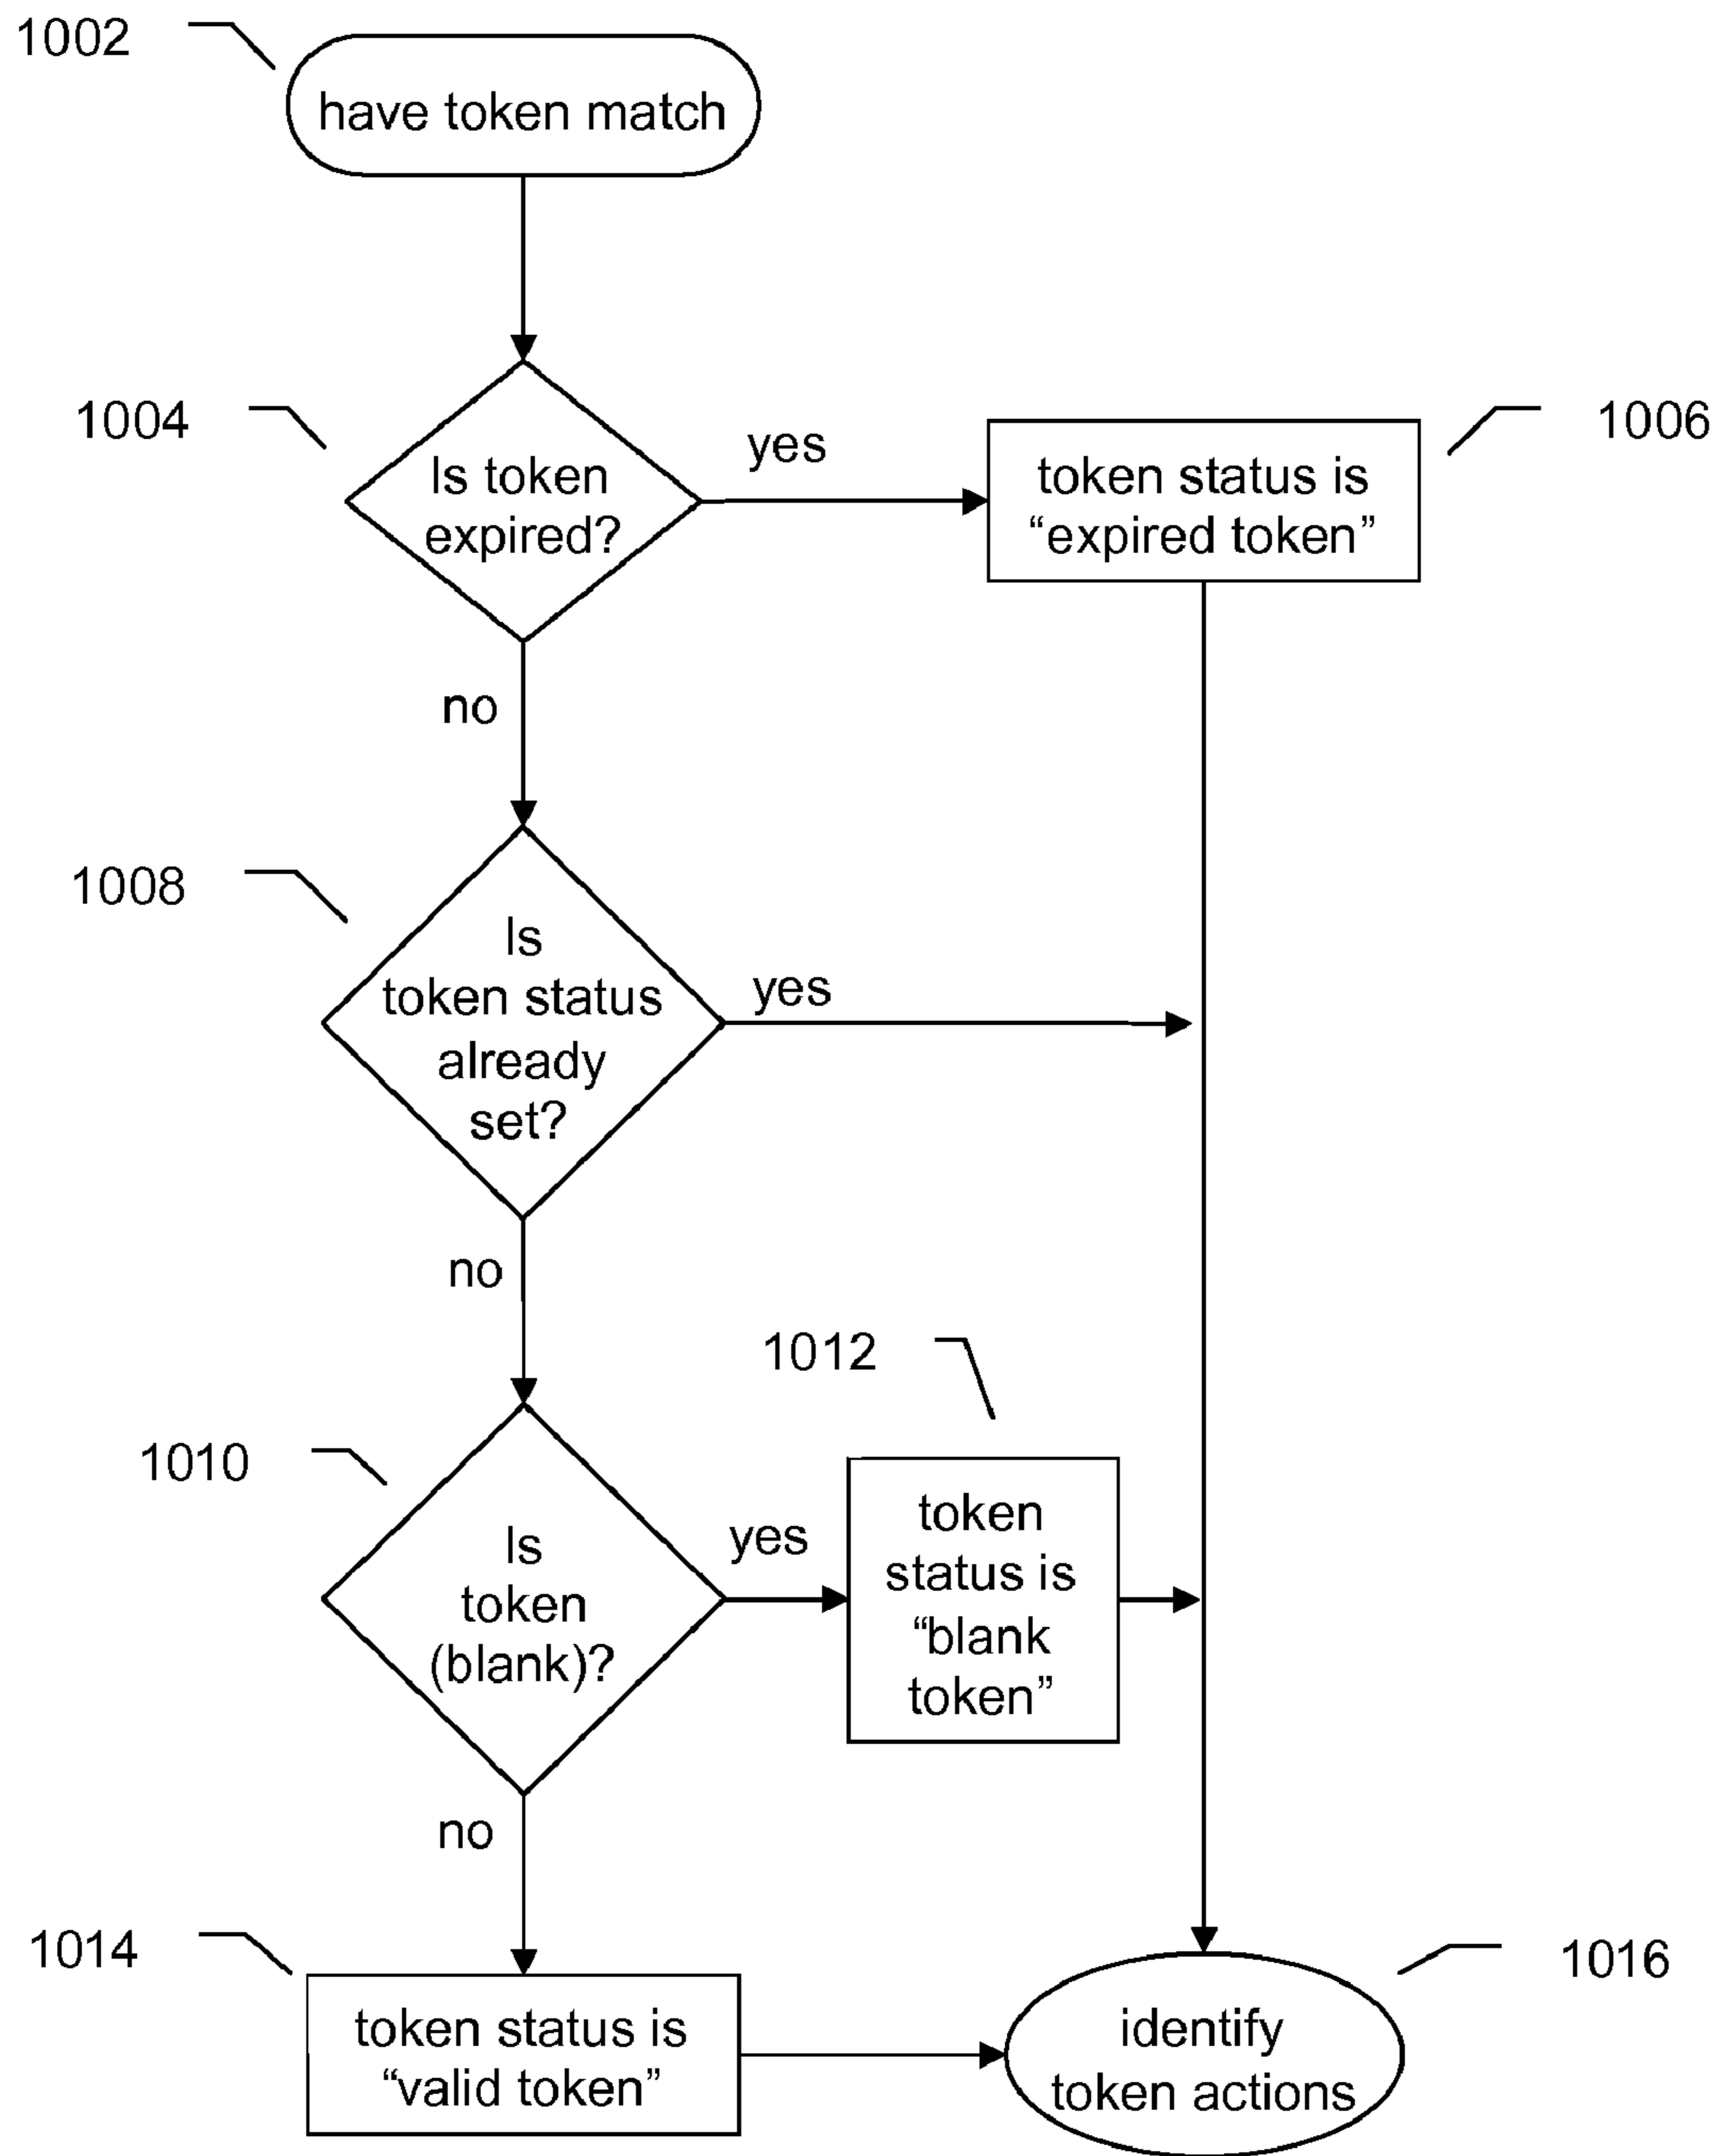 1002
have token match
1004
Is token
expired?
yes
token status is
“expired token”
1006
no
1008
Is
token status
already
set?
yes
no
1012
1010
Is
token
(blank)?
yes
token
status is
“blank
token”
no
1014
token status is
“valid token”
1016
identify
token actions